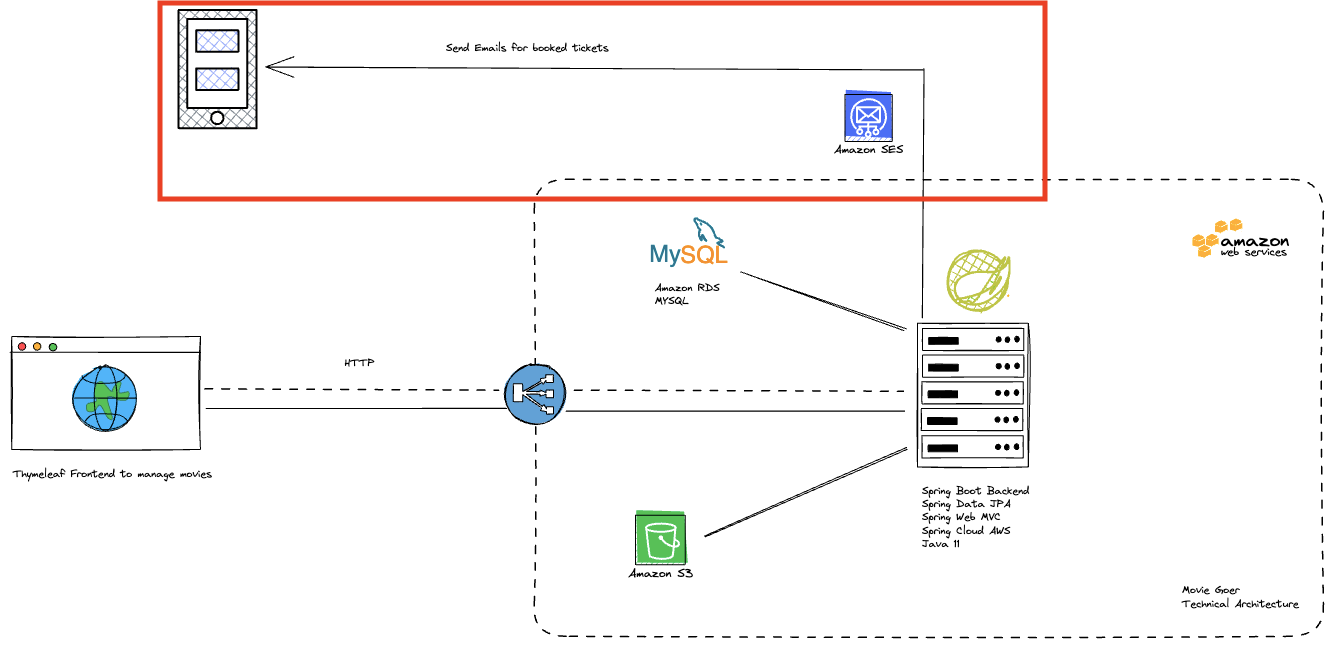 Send Emails for booked tickets
Amazon SES
MySQL
Amazon RDS
MYSQL
amazon
web services
HTTP
Thymeleaf Frontend to manage movies
Spring Boot Backend
Spring Data JPA
Spring Web MVC
Spring Cloud AWS
Java 11
Amazon S3
Movie Goer
Technical Architecture